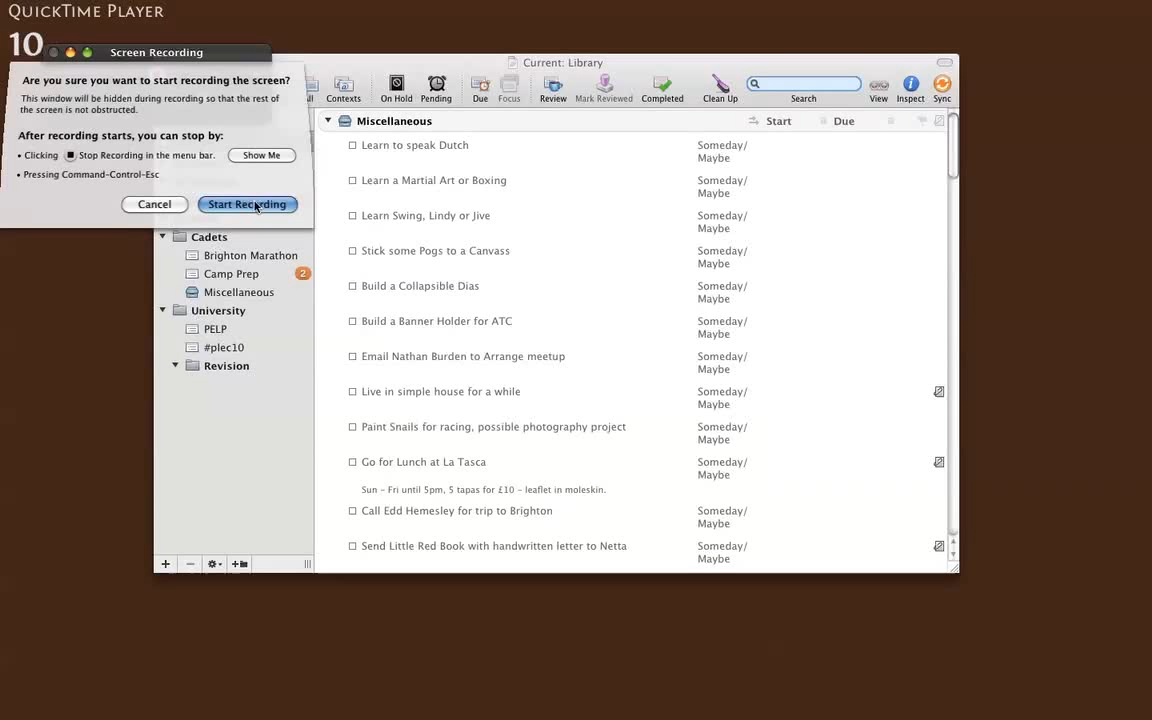 QuickTime Player
10
Screen Recording
Are you sure you want to start recording the screen?
This window will be hidden during recording so that the rest of
the screen is not obstructed.
After recording starts, you can stop by:
• Clicking Stop Recording in the menu bar.
Show Me
• Pressing Command-Control-Esc
Cancel
Start Recording
Current: Library
Contexts
On Hold
Pending
Due
Focus
Review
Mark Reviewed
Completed
Clean Up
Search
View
Inspect
Sync
Cadets
Brighton Marathon
Camp Prep
2
Miscellaneous
University
PELP
#plec10
Revision
Miscellaneous
Start
Due
Learn to speak Dutch
Someday/
Maybe
Learn a Martial Art or Boxing
Someday/
Maybe
Learn Swing, Lindy or Jive
Someday/
Maybe
Stick some Pogs to a Canvass
Someday/
Maybe
Build a Collapsible Dias
Someday/
Maybe
Build a Banner Holder for ATC
Someday/
Maybe
Email Nathan Burden to Arrange meetup
Someday/
Maybe
Live in simple house for a while
Someday/
Maybe
Paint Snails for racing, possible photography project
Someday/
Maybe
Go for Lunch at La Tasca
Someday/
Maybe
Sun - Fri until 5pm, 5 tapas for £10 - leaflet in moleskin.
Call Edd Hemesley for trip to Brighton
Someday/
Maybe
Send Little Red Book with handwritten letter to Netta
Someday/
Maybe